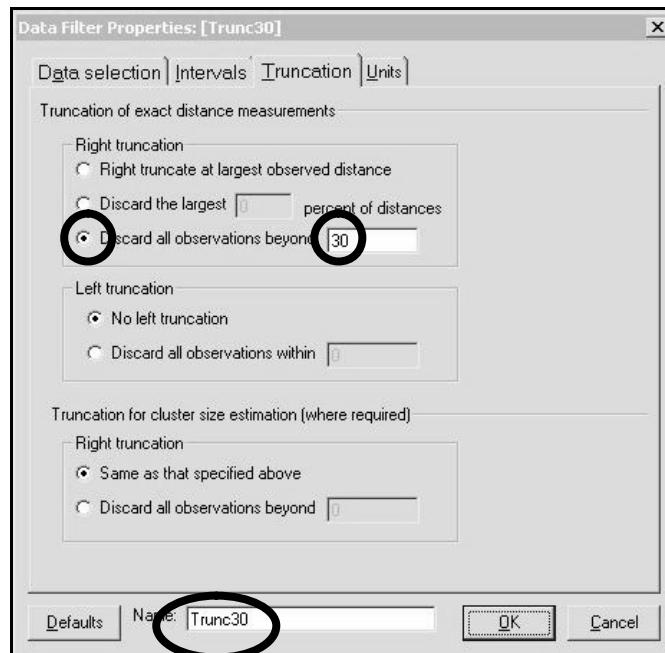 Data Filter Properties: [Trunc30]
Data selection Intervals Truncation Units
Truncation of exact distance measurements
Right truncation
Right truncate at largest observed distance
Discard the largest 0 percent of distances
Discard all observations beyond 30
Left truncation
No left truncation
Discard all observations within 0
Truncation for cluster size estimation (where required)
Right truncation
Same as that specified above
Discard all observations beyond 0
Defaults Name: Trunc30 OK Cancel